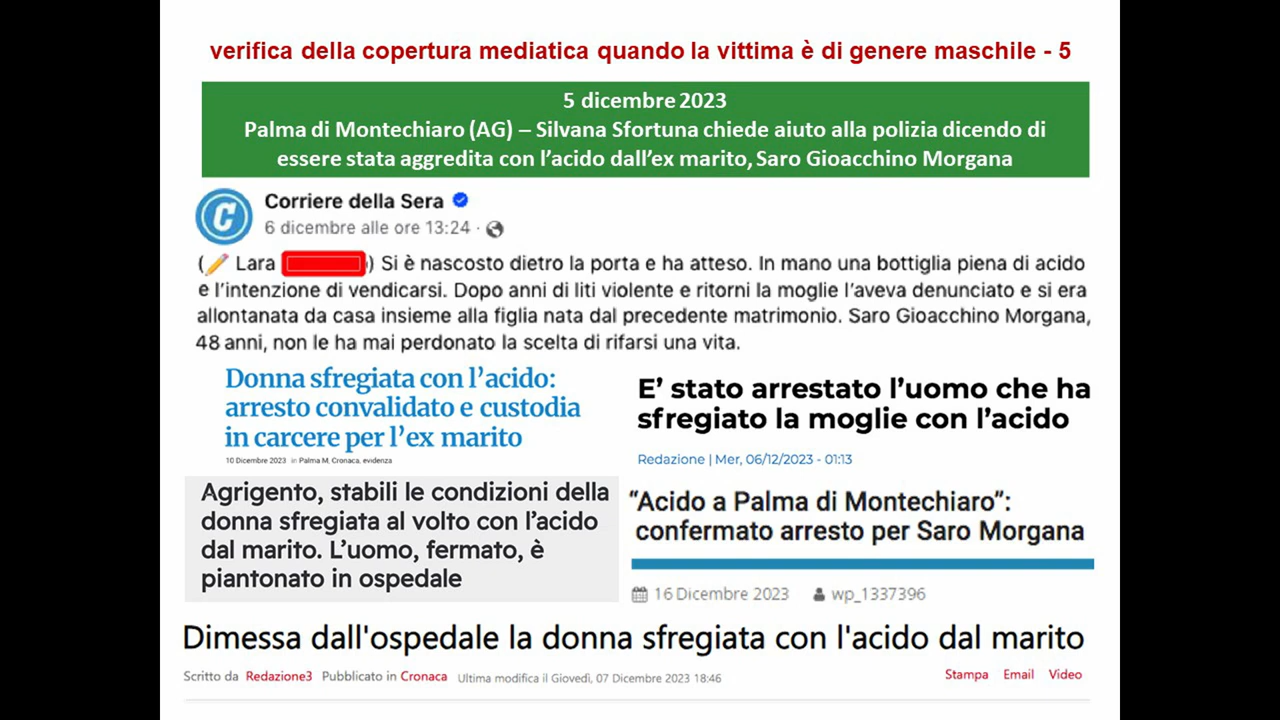 verifica della copertura mediatica quando la vittima è di genere maschile - 5
5 dicembre 2023
Palma di Montechiaro (AG) – Silvana Sfortuna chiede aiuto alla polizia dicendo di
essere stata aggredita con l'acido dall'ex marito, Saro Gioacchino Morgana
C
Corriere della Sera
6 dicembre alle ore 13:24 ·
(✏️ Lara ) Si è nascosto dietro la porta e ha atteso. In mano una bottiglia piena di acido
e l'intenzione di vendicarsi. Dopo anni di liti violente e ritorni la moglie l'aveva denunciato e si era
allontanata da casa insieme alla figlia nata dal precedente matrimonio. Saro Gioacchino Morgana,
48 anni, non le ha mai perdonato la scelta di rifarsi una vita.
Donna sfregiata con l'acido:
arresto convalidato e custodia
in carcere per l'ex marito
10 Dicembre 2023 in Palma M, Cronaca, evidenza
E' stato arrestato l'uomo che ha
sfregiato la moglie con l'acido
Redazione | Mer, 06/12/2023 - 01:13
Agrigento, stabili le condizioni della
donna sfregiata al volto con l'acido
dal marito. L'uomo, fermato, è
piantonato in ospedale
“Acido a Palma di Montechiaro”:
confermato arresto per Saro Morgana
16 Dicembre 2023 wp_1337396
Dimessa dall'ospedale la donna sfregiata con l'acido dal marito
Scritto da Redazione3 Pubblicato in Cronaca Ultima modifica il Giovedì, 07 Dicembre 2023 18:46
Stampa Email Video